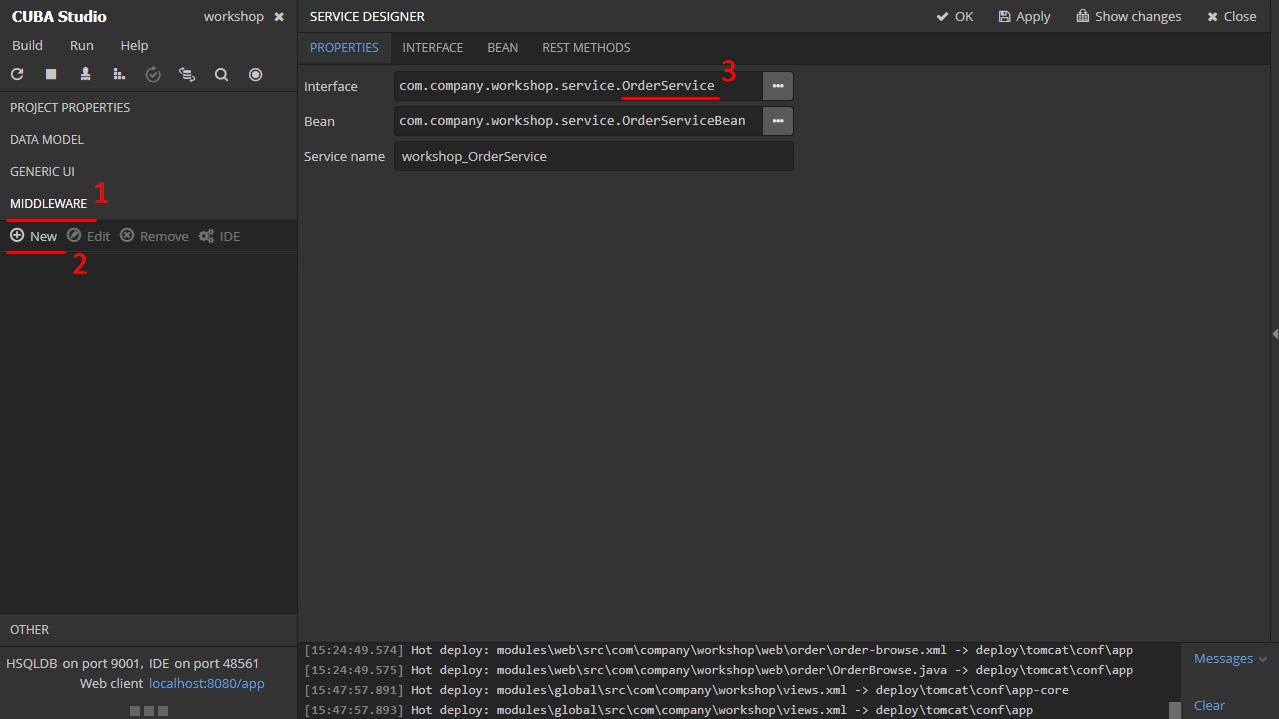 CUBA Studio workshop
Build Run Help
PROJECT PROPERTIES
DATA MODEL
GENERIC UI
MIDDLEWARE 1
New Edit Remove IDE
2
OTHER
HSQLDB on port 9001, IDE on port 48561
Web client localhost:8080/app
SERVICE DESIGNER OK Apply Show changes Close
PROPERTIES INTERFACE BEAN REST METHODS
3
Interface com.company.workshop.service.OrderService
Bean com.company.workshop.service.OrderServiceBean
Service name workshop_OrderService
[15:24:49.574] Hot deploy: modules\web\src\com\company\workshop\web\order\order-browse.xml -> deploy\tomcat\conf\app
[15:24:49.575] Hot deploy: modules\web\src\com\company\workshop\web\order\OrderBrowse.java -> deploy\tomcat\conf\app
[15:47:57.891] Hot deploy: modules\global\src\com\company\workshop\views.xml -> deploy\tomcat\conf\app-core
[15:47:57.893] Hot deploy: modules\global\src\com\company\workshop\views.xml -> deploy\tomcat\conf\app
Messages
Clear